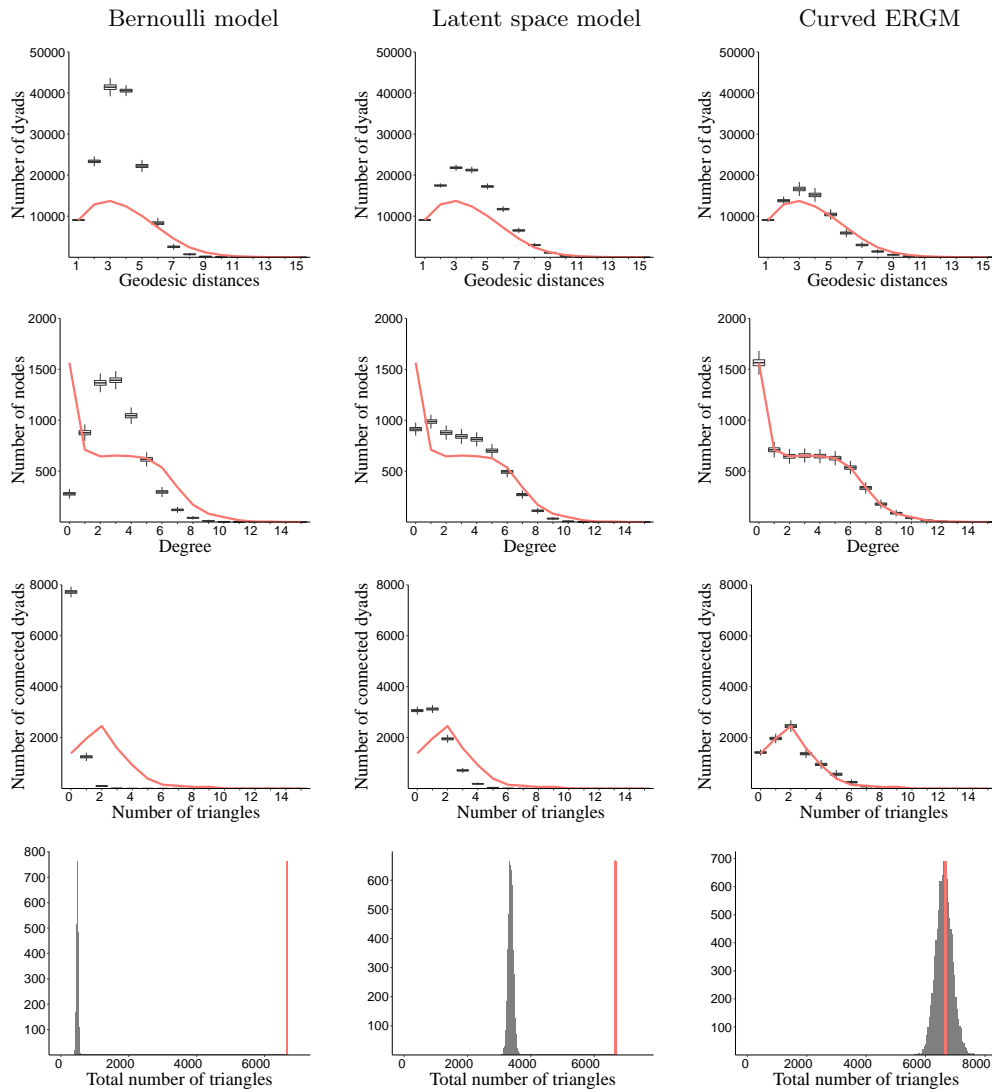 Bernoulli model
Latent space model
Curved ERGM
Number of dyads
50000
40000
30000
20000
10000
1 3 5 7 9 11 13 15
Geodesic distances
Number of dyads
50000
40000
30000
20000
10000
1 3 5 7 9 11 13 15
Geodesic distances
Number of dyads
50000
40000
30000
20000
10000
1 3 5 7 9 11 13 15
Geodesic distances
Number of nodes
2000
1500
1000
500
0 2 4 6 8 10 12 14
Degree
Number of nodes
2000
1500
1000
500
0 2 4 6 8 10 12 14
Degree
Number of nodes
2000
1500
1000
500
0 2 4 6 8 10 12 14
Degree
Number of connected dyads
8000
6000
4000
2000
0 2 4 6 8 10 12 14
Number of triangles
Number of connected dyads
8000
6000
4000
2000
0 2 4 6 8 10 12 14
Number of triangles
Number of connected dyads
8000
6000
4000
2000
0 2 4 6 8 10 12 14
Number of triangles
800
700
600
500
400
300
200
100
0 2000 4000 6000
Total number of triangles
600
500
400
300
200
100
0 2000 4000 6000
Total number of triangles
700
600
500
400
300
200
100
0 2000 4000 6000 8000
Total number of triangles